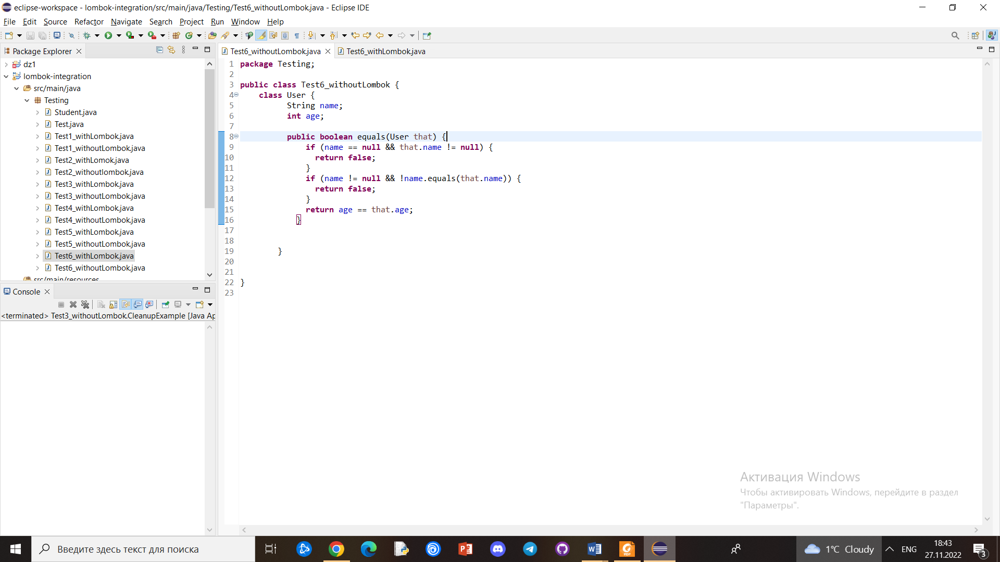 eclipse-workspace - lombok-integration/src/main/java/Testing/Test6_withoutLombok.java - Eclipse IDE
File Edit Source Refactor Navigate Search Project Run Window Help
Package Explorer
dz1
lombok-integration
src/main/java
Testing
Student.java
Test.java
Test1_withLombok.java
Test1_withoutLombok.java
Test2_withLomok.java
Test2_withoutlombok.java
Test3_withLombok.java
Test3_withoutLombok.java
Test4_withLombok.java
Test4_withoutLombok.java
Test5_withLombok.java
Test5_withoutLombok.java
Test6_withLombok.java
Test6_withoutLombok.java
src/main/resources
Console
<terminated> Test3_withoutLombok.CleanupExample [Java Ap
Test6_withoutLombok.java Test6_withLombok.java
1 package Testing;
2
3 public class Test6_withoutLombok {
4 class User {
5 String name;
6 int age;
7
8 public boolean equals(User that) {
9 if (name == null && that.name != null) {
10 return false;
11 }
12 if (name != null && !name.equals(that.name)) {
13 return false;
14 }
15 return age == that.age;
16 }
17
18
19 }
20
21
22 }
23
Активация Windows
Чтобы активировать Windows, перейдите в раздел
"Параметры".
Введите здесь текст для поиска
1°C Cloudy
ENG
18:43
27.11.2022
3